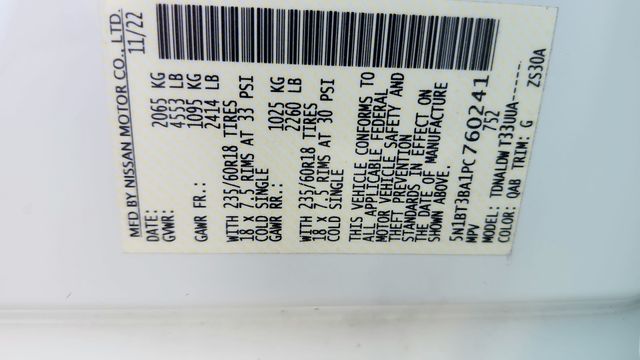 MFD BY NISSAN MOTOR CO., LTD.
DATE: 11/22
GVWR: 2065 KG
4553 LB
GAWR FR.: 1095 KG
2414 LB
WITH 235/60R18 TIRES
18 x 7.5 RIMS AT 33 PSI
COLD SINGLE
GAWR RR.: 1025 KG
2260 LB
WITH 235/60R18 TIRES
18 x 7.5 RIMS AT 30 PSI
COLD SINGLE
THIS VEHICLE CONFORMS TO
ALL APPLICABLE FEDERAL
MOTOR VEHICLE SAFETY AND
THEFT PREVENTION
STANDARDS IN EFFECT ON
THE DATE OF MANUFACTURE
SHOWN ABOVE.
5N1BT3BA1PC760241
MPV 752
MODEL: TDNALDW T33UUA------
COLOR: QAB TRIM: G ZS30A